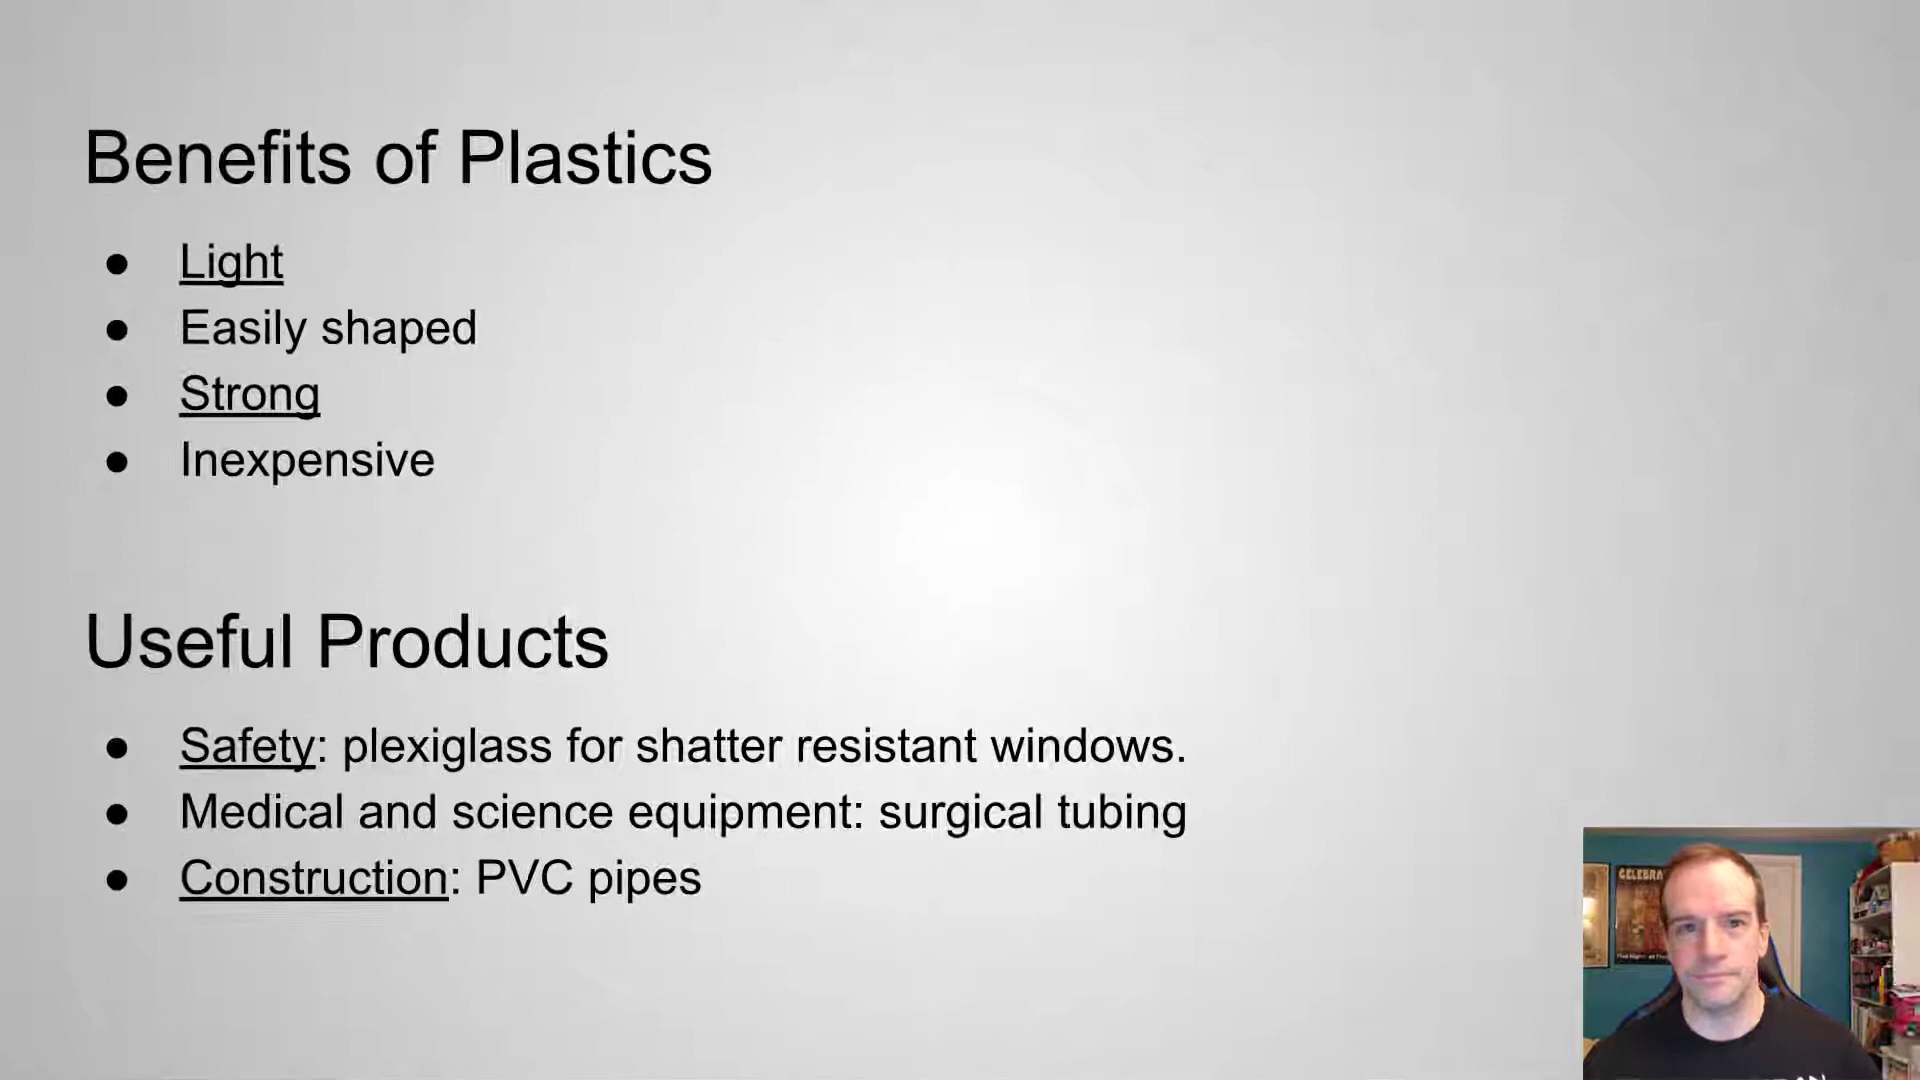 Benefits of Plastics
● Light
● Easily shaped
● Strong
● Inexpensive
Useful Products
● Safety: plexiglass for shatter resistant windows.
● Medical and science equipment: surgical tubing
● Construction: PVC pipes